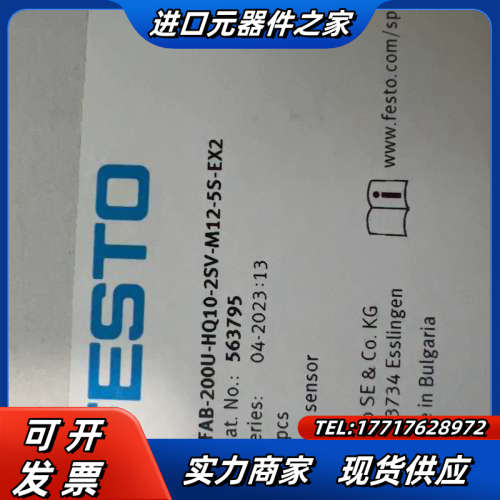 进口元器件之家
FESTO
FAB-200U-HQ10-2SV-M12-5S-EX2
at. No.: 563795
eries: 04-2023:13
pcs
sensor
o SE & Co. KG
3734 Esslingen
e in Bulgaria
www.festo.com/sp
可开
发票
TEL:17717628972
实力商家 现货供应